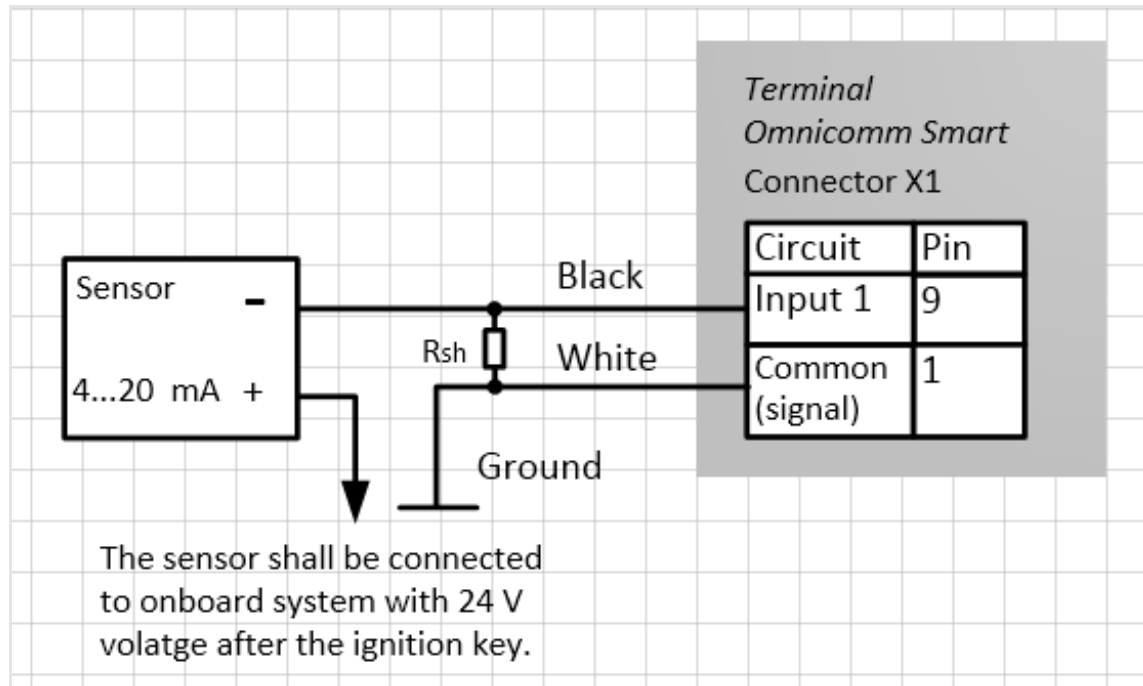 Terminal
Omnicomm Smart
Connector X1
Circuit Pin
Input 1 9
Common 1
(signal)
Black
White
Rsh
Sensor -
4...20 mA +
Ground
The sensor shall be connected
to onboard system with 24 V
volatge after the ignition key.